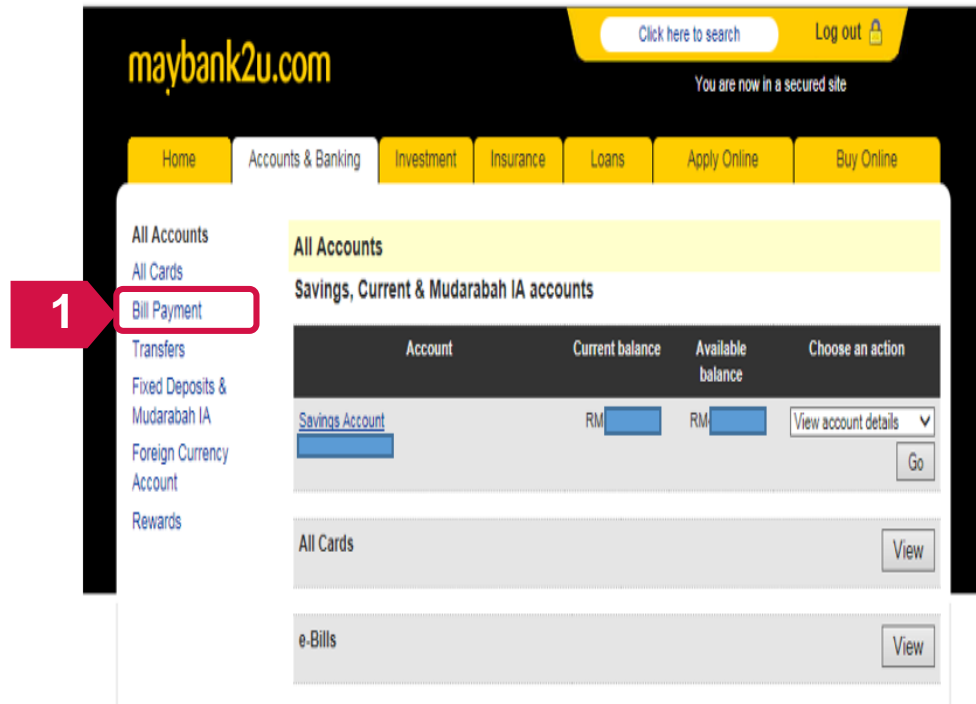 Click here to search
Log out
maybank2u.com
You are now in a secured site
Home Accounts & Banking Investment Insurance Loans Apply Online Buy Online
All Accounts
All Cards
1
Bill Payment
Transfers
Fixed Deposits &
Mudarabah IA
Foreign Currency
Account
Rewards
All Accounts
Savings, Current & Mudarabah IA accounts
Account Current balance Available
balance
Choose an action
Savings Account RM RM View account details
Go
All Cards View
e-Bills View